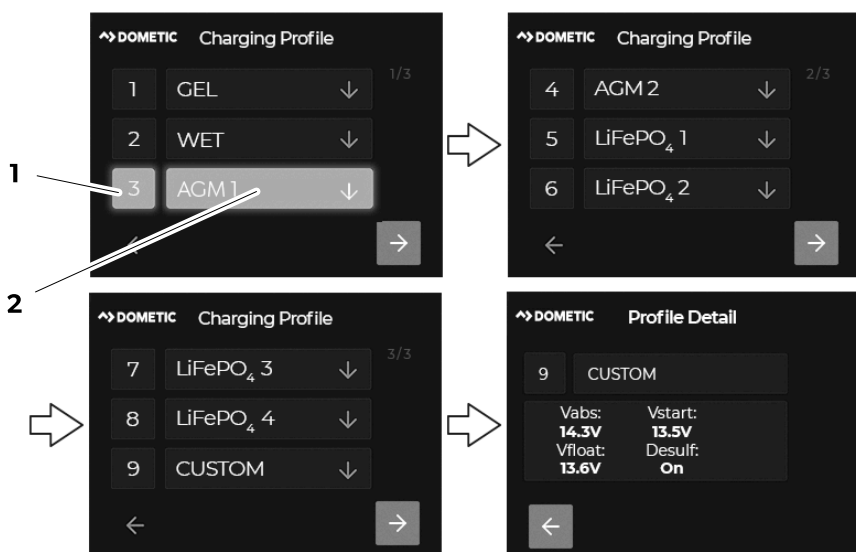 DOMETIC Charging Profile
1/3
1 GEL
2 WET
3 AGM 1
1
2
DOMETIC Charging Profile
2/3
4 AGM 2
5 LiFePO₄ 1
6 LiFePO₄ 2
DOMETIC Charging Profile
3/3
7 LiFePO₄ 3
8 LiFePO₄ 4
9 CUSTOM
DOMETIC Profile Detail
9 CUSTOM
Vabs: Vstart:
14.3V 13.5V
Vfloat: Desulf:
13.6V On